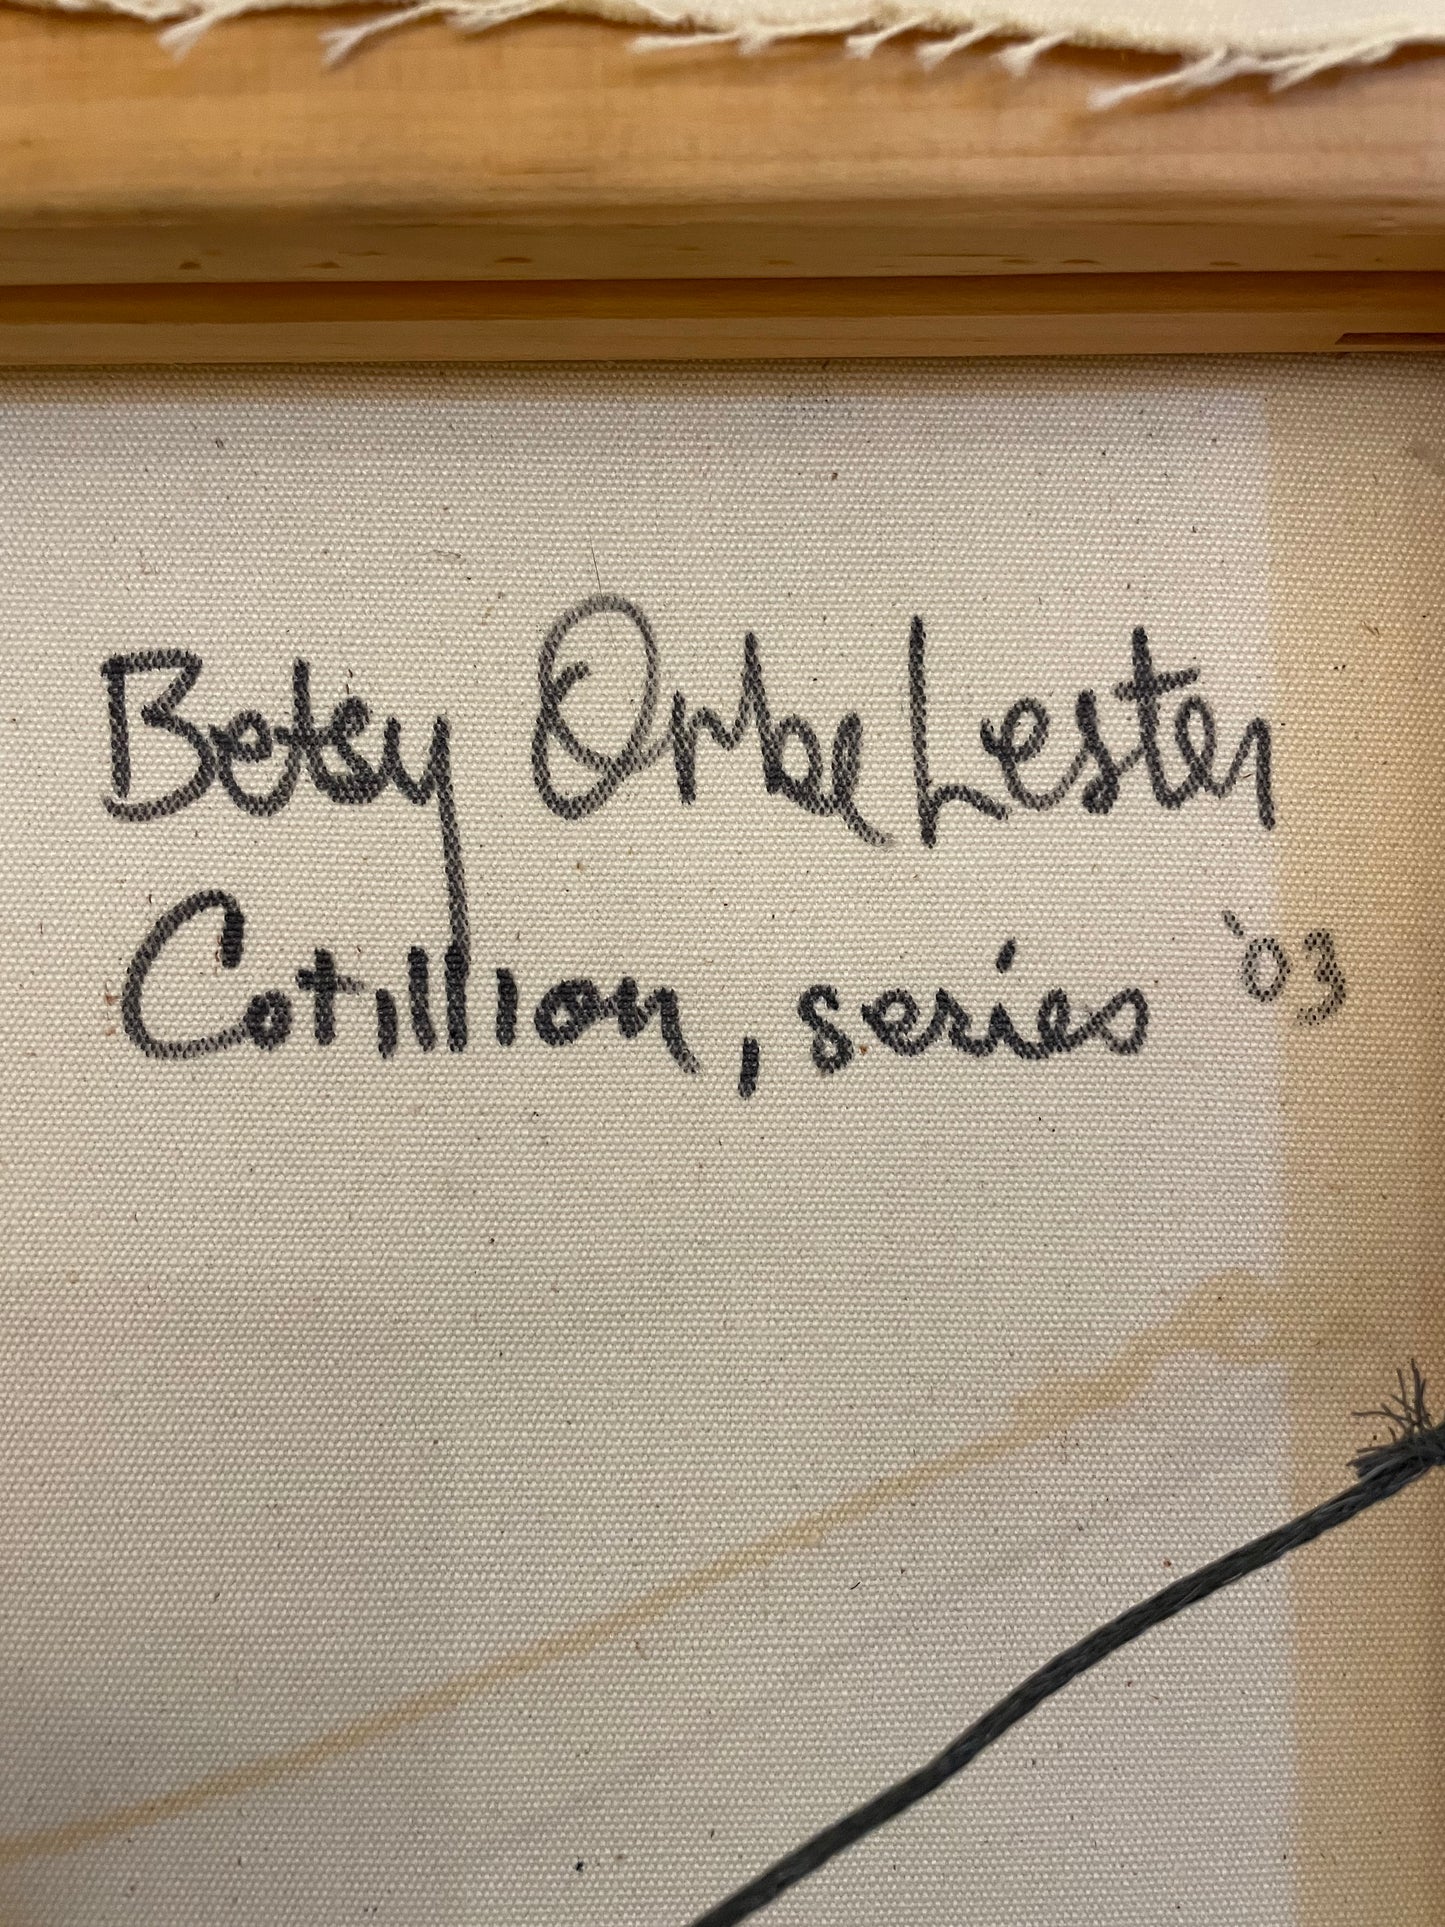 Betsy Orbe Lester
Cotillion, series '03